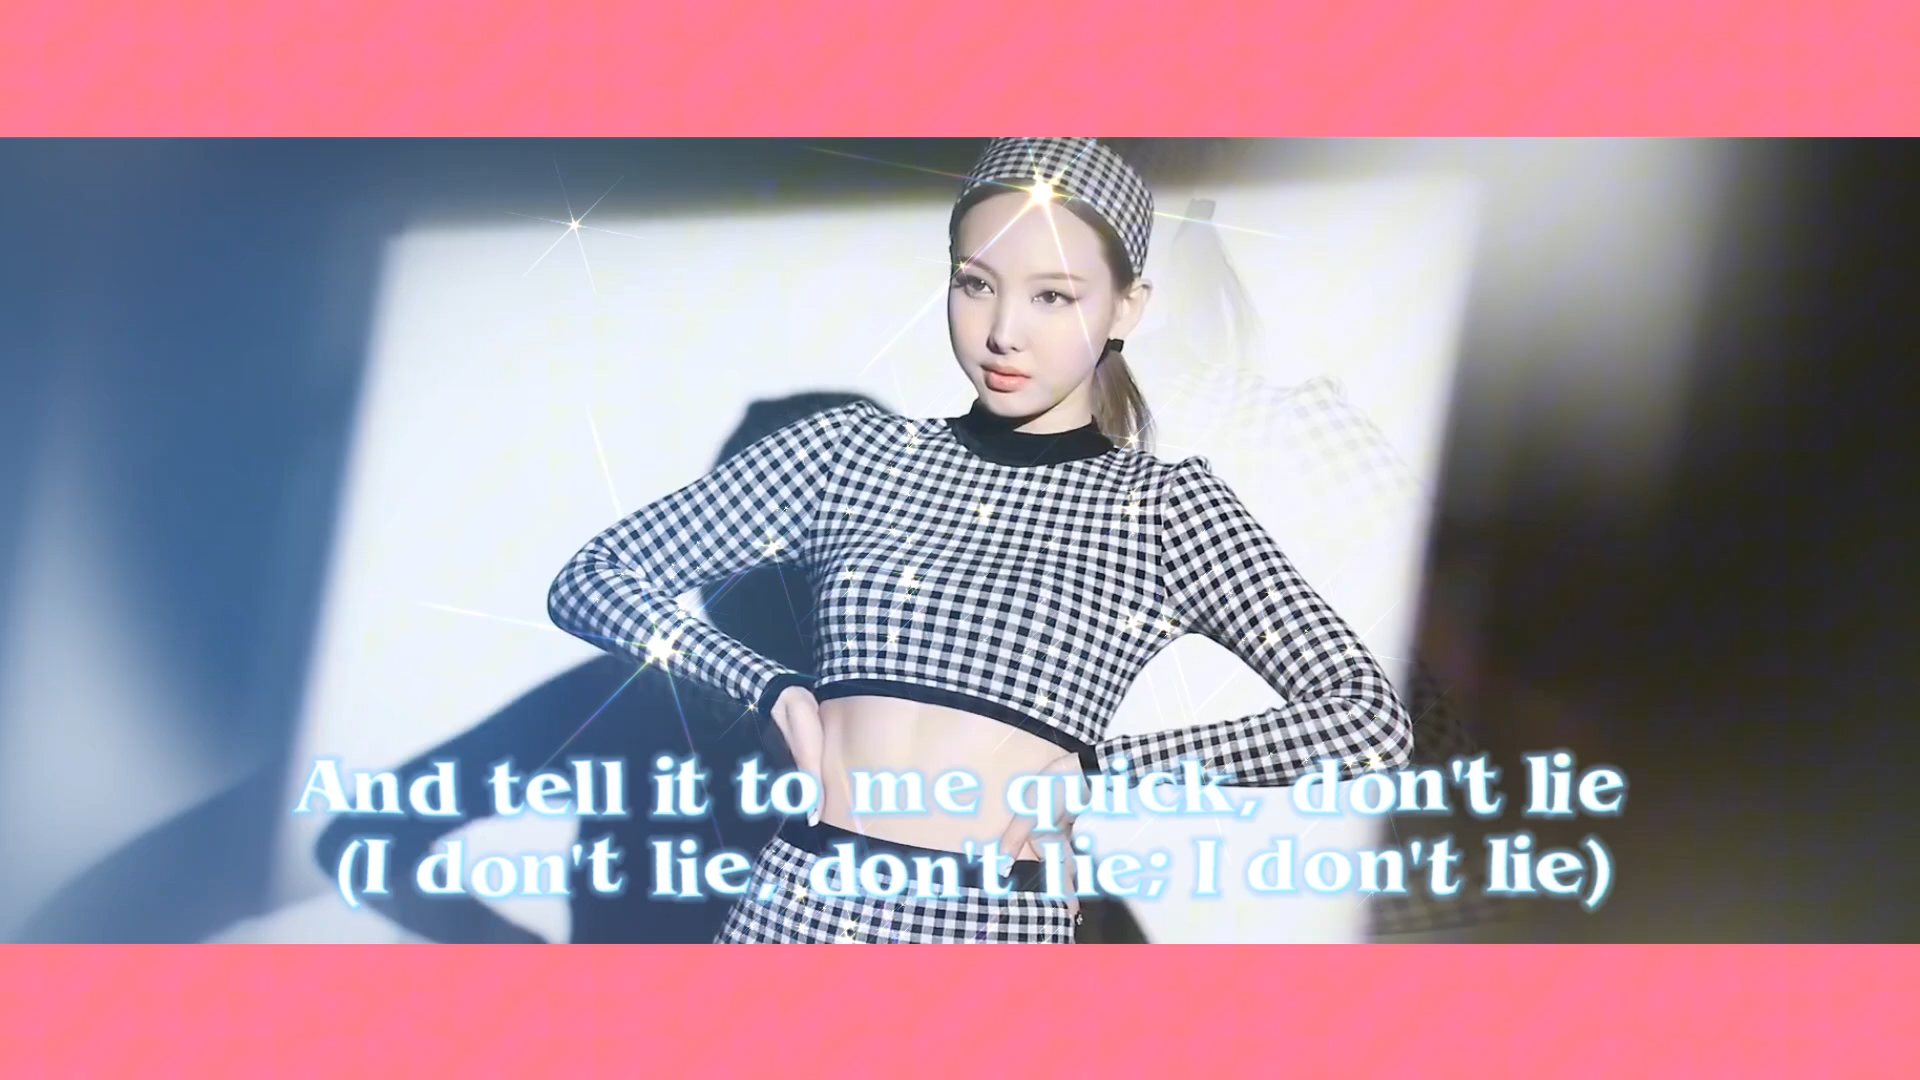 And tell it to me quick, don't lie
(I don't lie, don't lie; I don't lie)